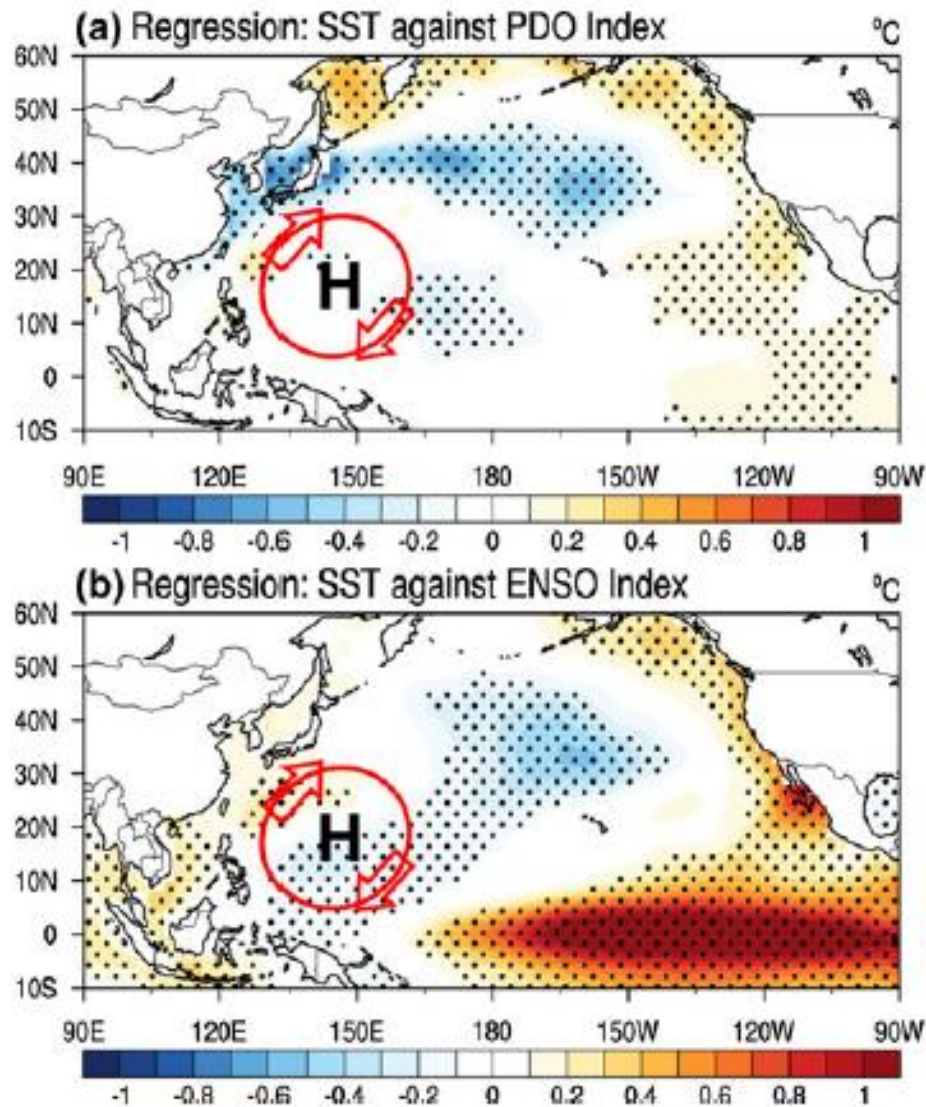 (a) Regression: SST against PDO Index ºC
60N
50N
40N
30N
20N
10N
0
10S
H
90E 120E 150E 180 150W 120W 90W
-1 -0.8 -0.6 -0.4 -0.2 0 0.2 0.4 0.6 0.8 1
(b) Regression: SST against ENSO Index ºC
60N
50N
40N
30N
20N
10N
0
10S
H
90E 120E 150E 180 150W 120W 90W
-1 -0.8 -0.6 -0.4 -0.2 0 0.2 0.4 0.6 0.8 1